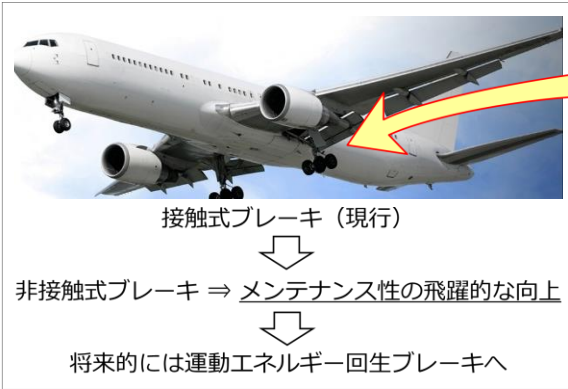 接触式ブレーキ（現行）
非接触式ブレーキ ⇒ メンテナンス性の飛躍的な向上
将来的には運動エネルギー回生ブレーキへ